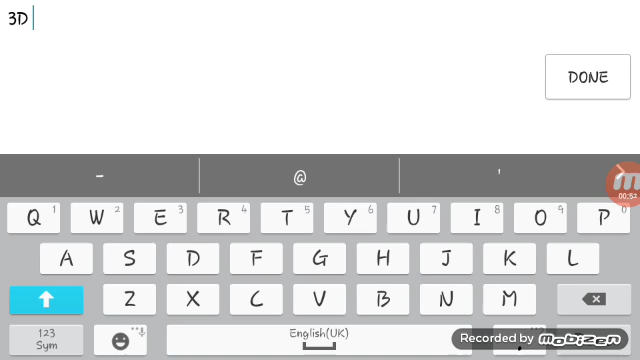 3D
DONE
- @ '
00:52
Q 1 W 2 E 3 R 4 T 5 Y 6 U 7 I 8 O 9 P 0
A S D F G H J K L
Z X C V B N M
123
Sym
English(UK)
Recorded by mobizen